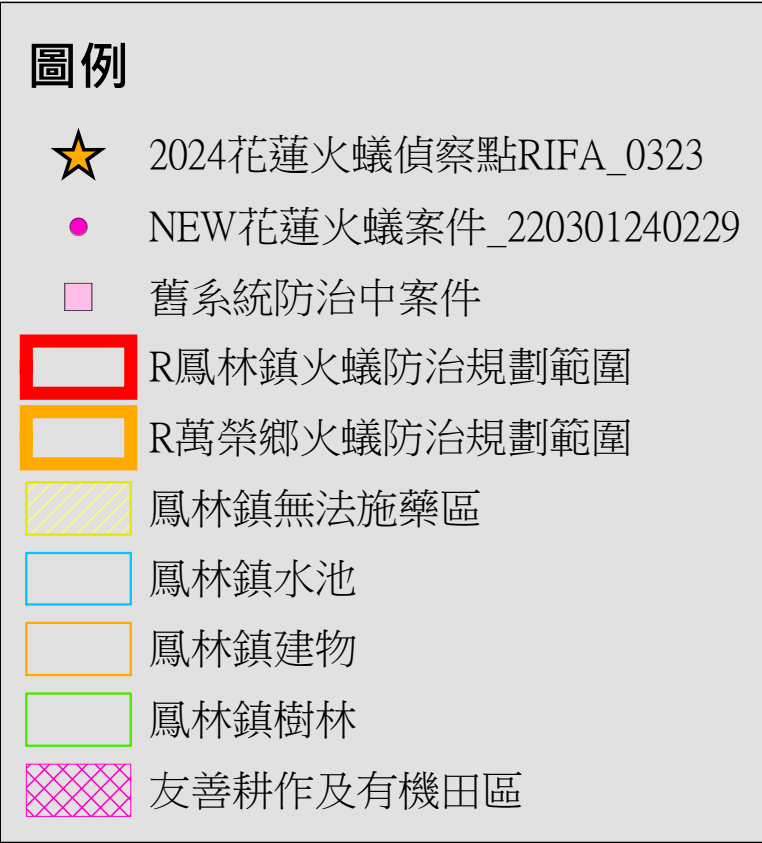 圖例
2024花蓮火蟻偵察點RIFA_0323
NEW花蓮火蟻案件_220301240229
舊系統防治中案件
R鳳林鎮火蟻防治規劃範圍
R萬榮鄉火蟻防治規劃範圍
鳳林鎮無法施藥區
鳳林鎮水池
鳳林鎮建物
鳳林鎮樹林
友善耕作及有機田區